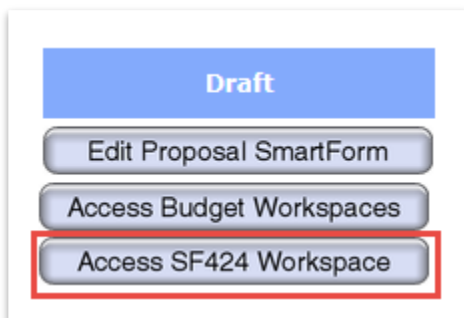 Draft
Edit Proposal SmartForm
Access Budget Workspaces
Access SF424 Workspace